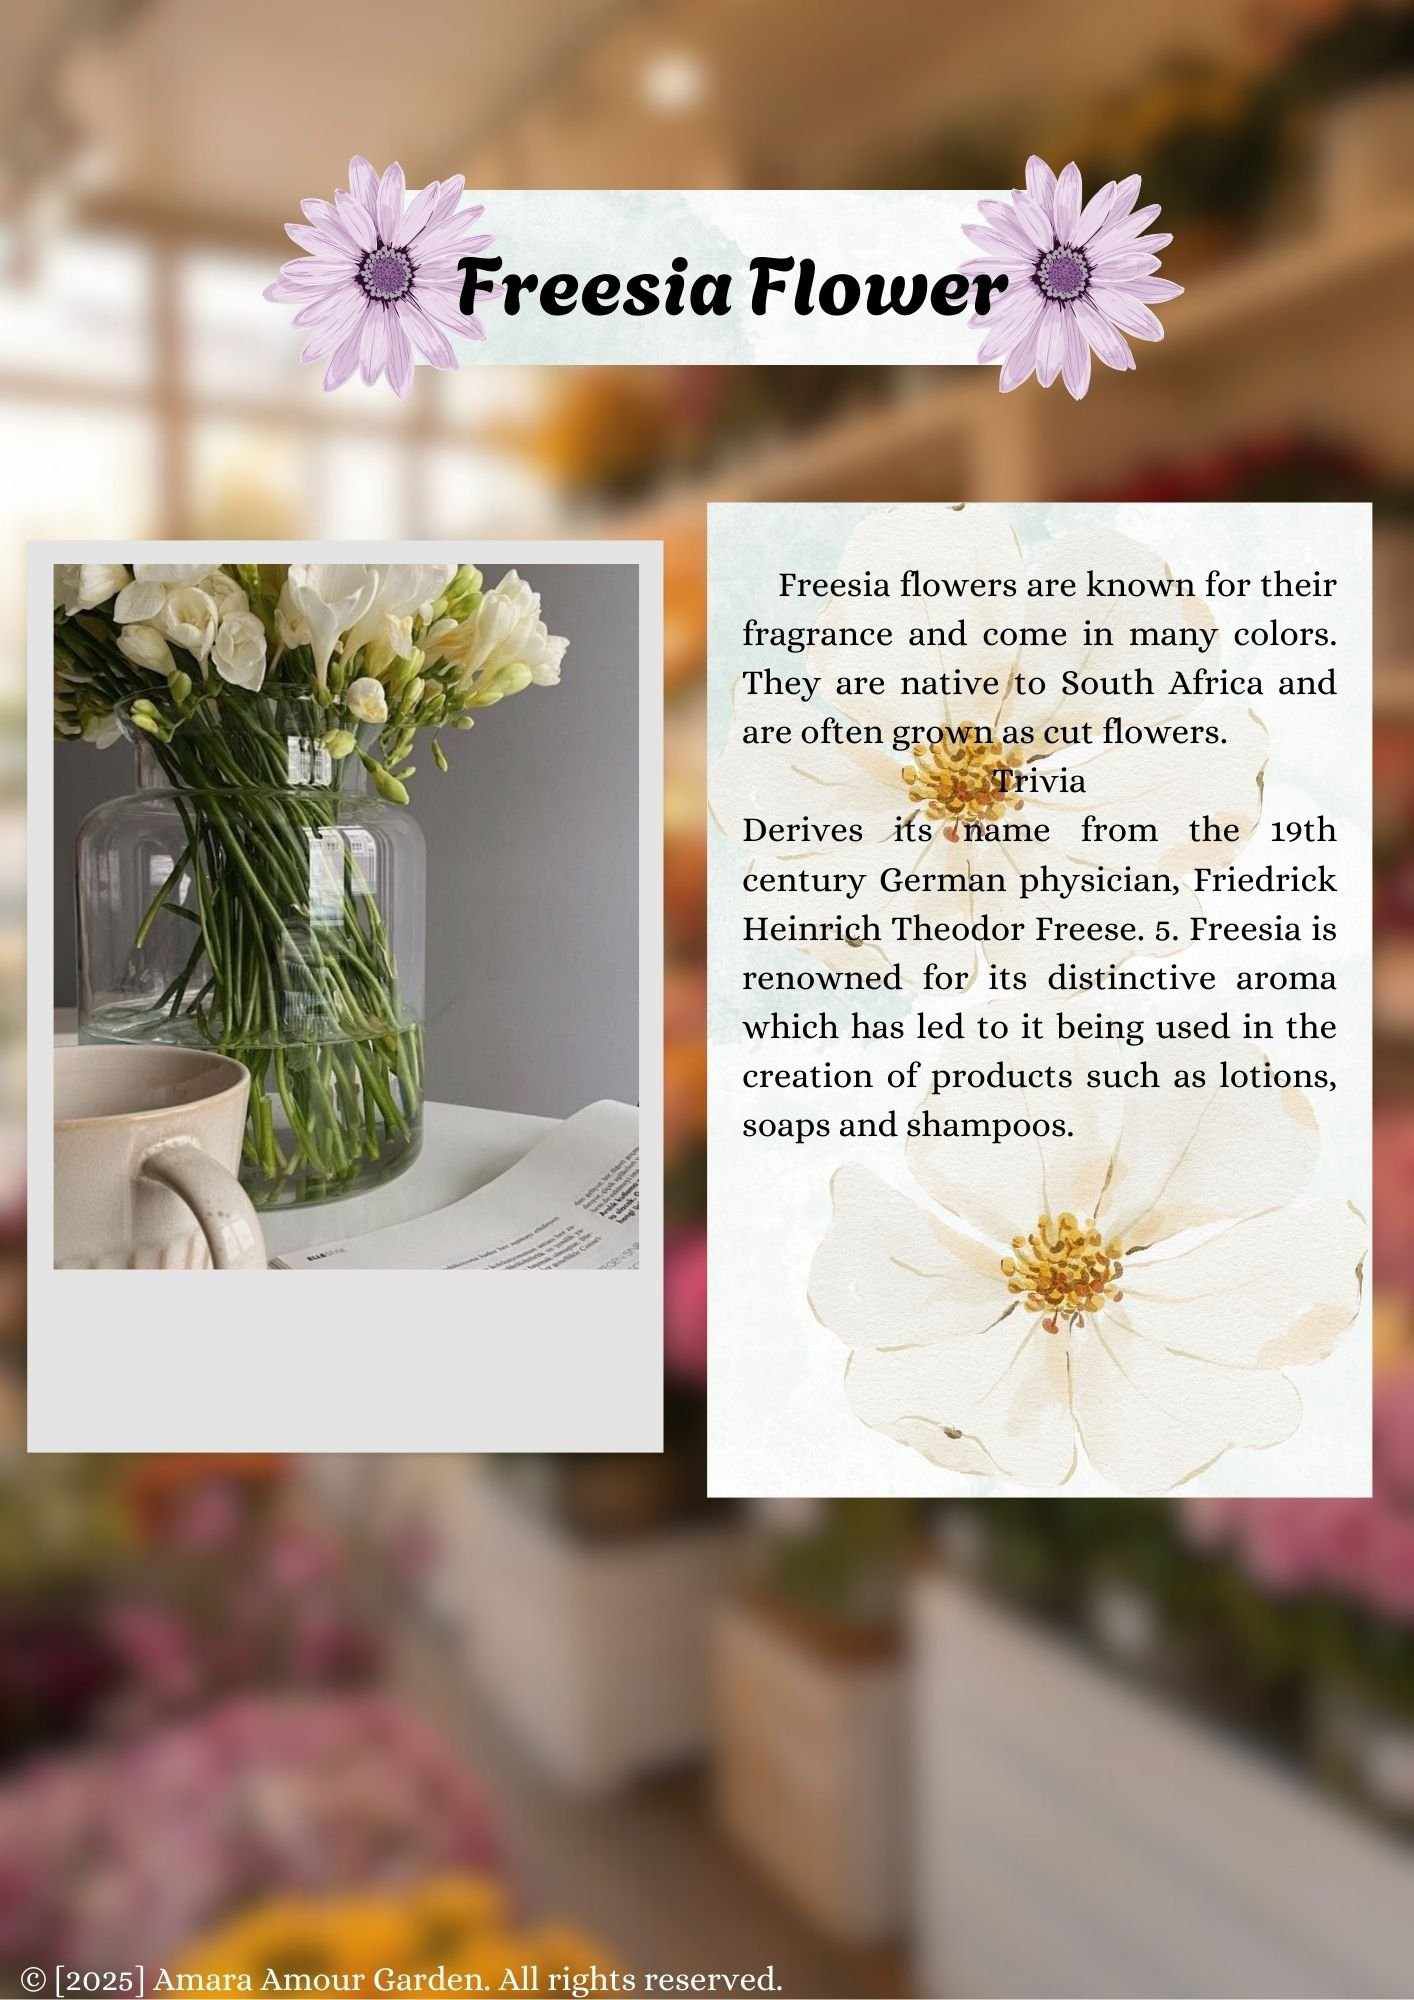 Freesia Flower
Freesia flowers are known for their
fragrance and come in many colors.
They are native to South Africa and
are often grown as cut flowers.
Trivia
Derives its name from the 19th
century German physician, Friedrick
Heinrich Theodor Freese. 5. Freesia is
renowned for its distinctive aroma
which has led to it being used in the
creation of products such as lotions,
soaps and shampoos.
ELLE
© [2025] Amara Amour Garden. All rights reserved.